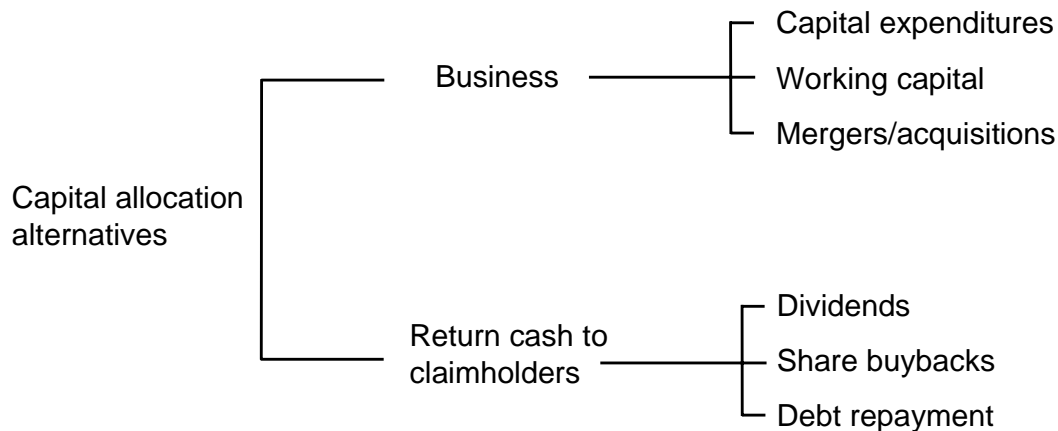 Capital expenditures
Business
Working capital
Mergers/acquisitions
Capital allocation
alternatives
Dividends
Return cash to
claimholders
Share buybacks
Debt repayment